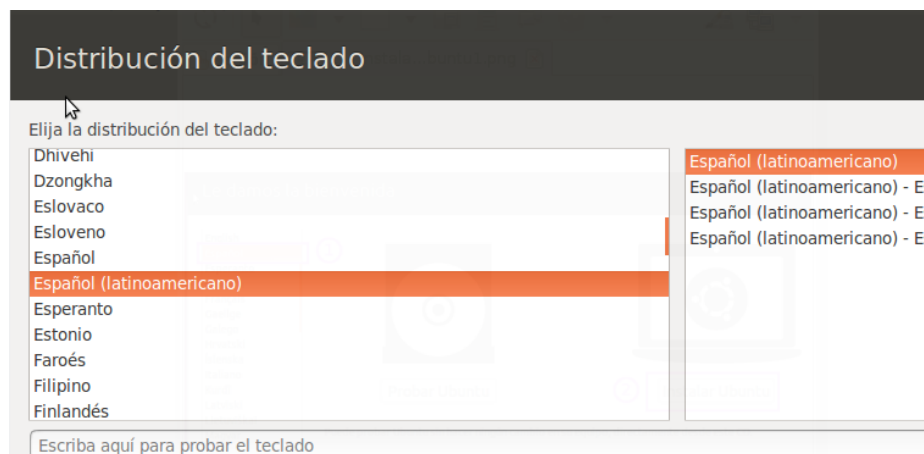 Distribución del teclado
Elija la distribución del teclado:
Dhivehi
Dzongkha
Eslovaco
Esloveno
Español
Español (latinoamericano)
Esperanto
Estonio
Faroés
Filipino
Finlandés
Español (latinoamericano)
Español (latinoamericano) - E
Español (latinoamericano) - E
Español (latinoamericano) - E
Escriba aquí para probar el teclado